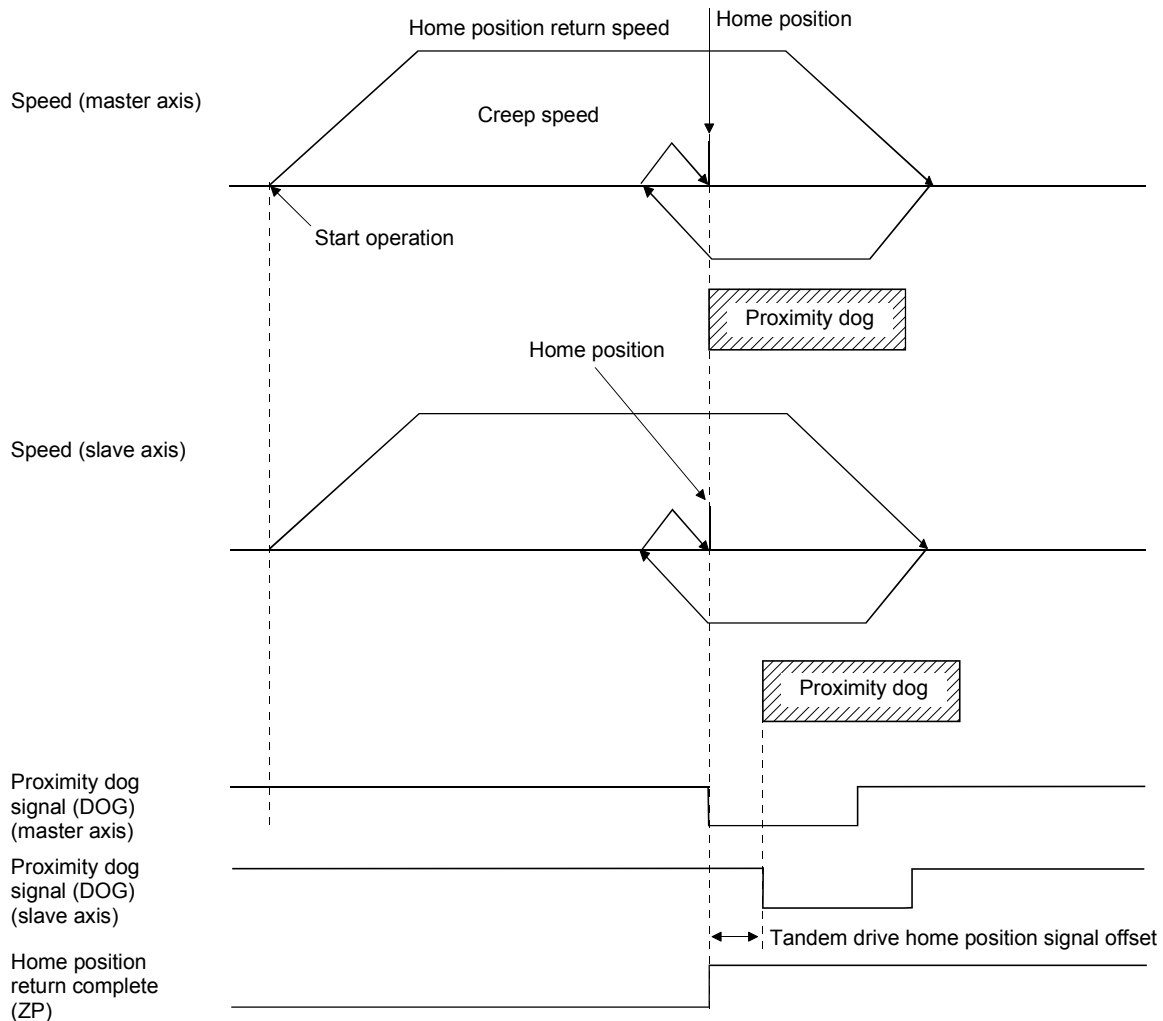 Home position return speed
Home position
Speed (master axis)
Creep speed
Start operation
Proximity dog
Home position
Speed (slave axis)
Proximity dog
Proximity dog
signal (DOG)
(master axis)
Proximity dog
signal (DOG)
(slave axis)
Tandem drive home position signal offset
Home position
return complete
(ZP)